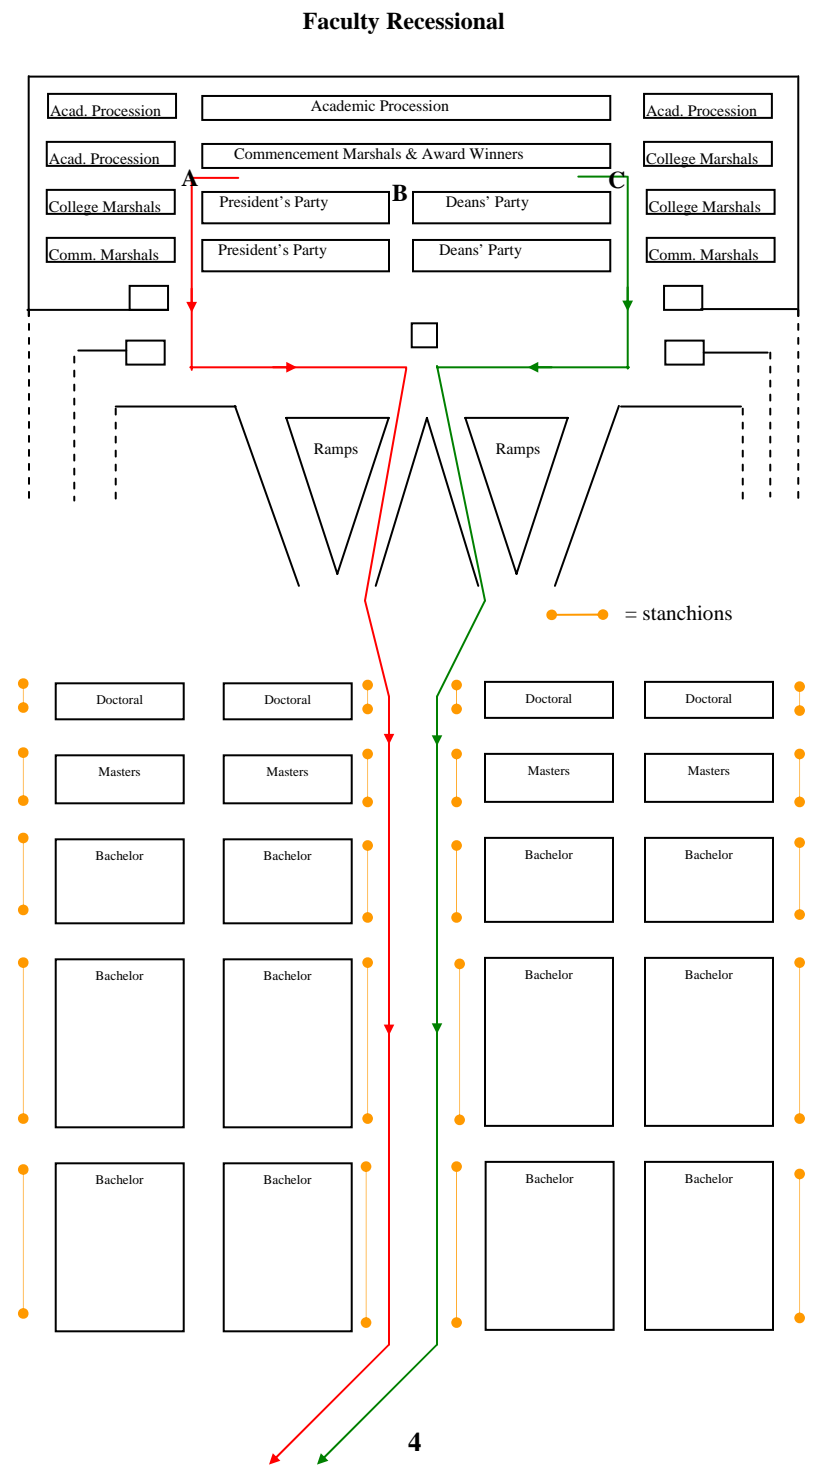 Faculty Recessional
Acad. Procession
Academic Procession
Acad. Procession
Acad. Procession
Commencement Marshals & Award Winners
College Marshals
A
B
C
College Marshals
President's Party
Deans' Party
College Marshals
Comm. Marshals
President's Party
Deans' Party
Comm. Marshals
Ramps
Ramps
= stanchions
Doctoral
Doctoral
Doctoral
Doctoral
Masters
Masters
Masters
Masters
Bachelor
Bachelor
Bachelor
Bachelor
Bachelor
Bachelor
Bachelor
Bachelor
Bachelor
Bachelor
Bachelor
Bachelor
4